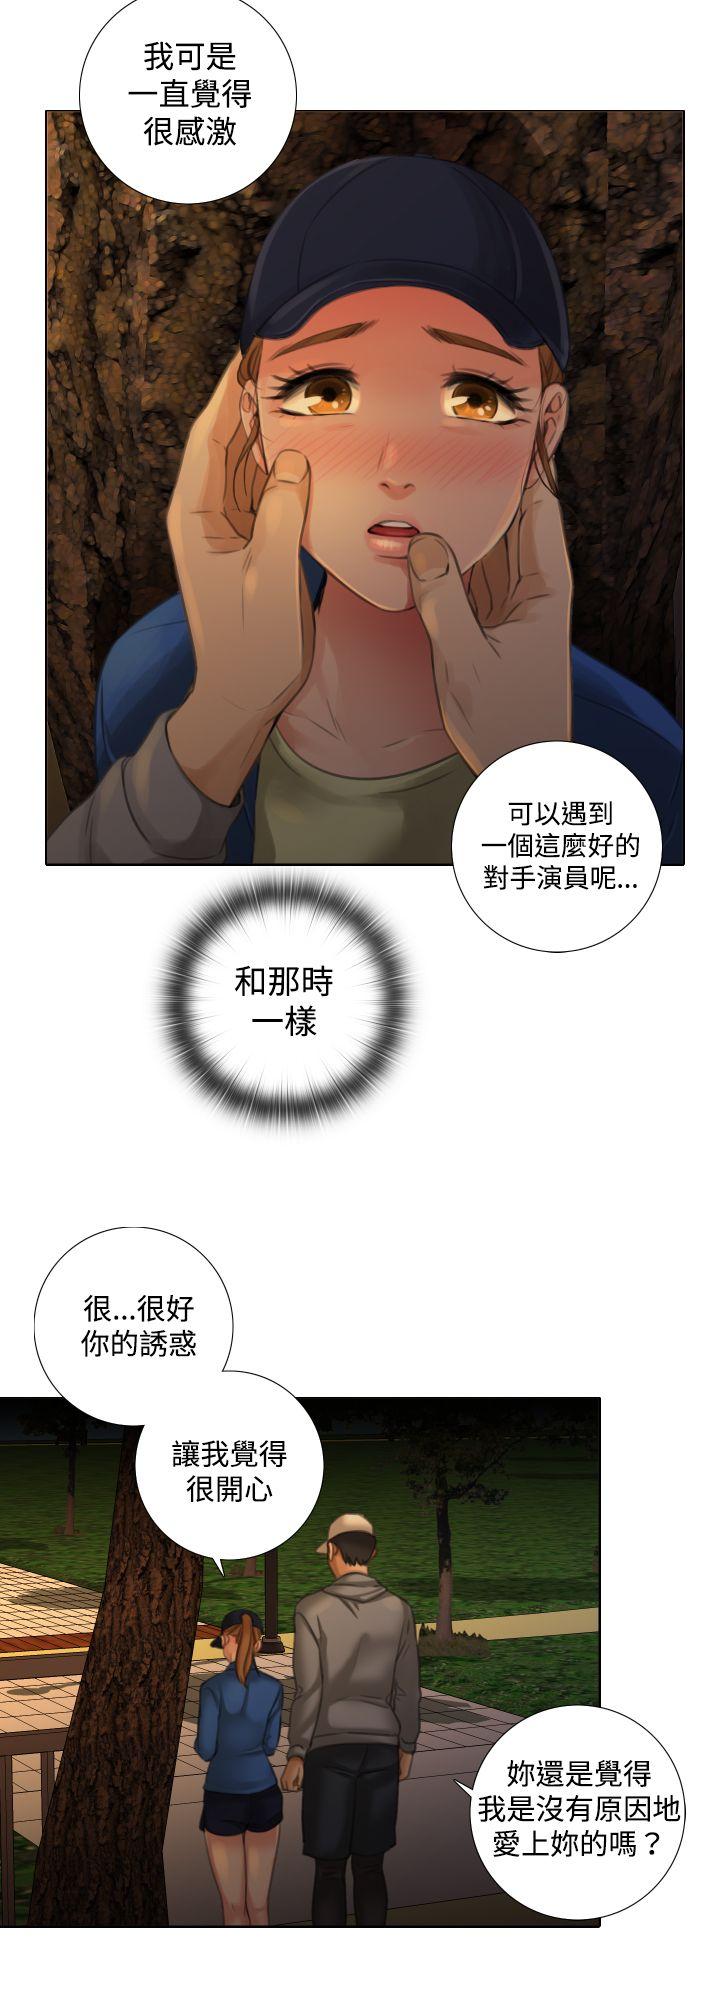 我可是
一直覺得
很感激
可以遇到
一個這麼好的
對手演員呢...
和那時
一樣
很...很好
你的誘惑
讓我覺得
很開心
妳還是覺得
我是沒有原因地
愛上妳的嗎？